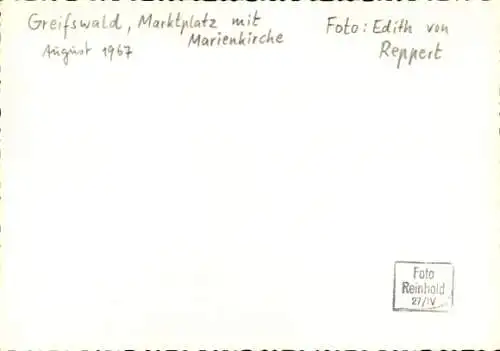 Greifswald, Marktplatz mit
Marienkirche
August 1967
Foto: Edith von
Reppert
Foto
Reinhold
27/IV